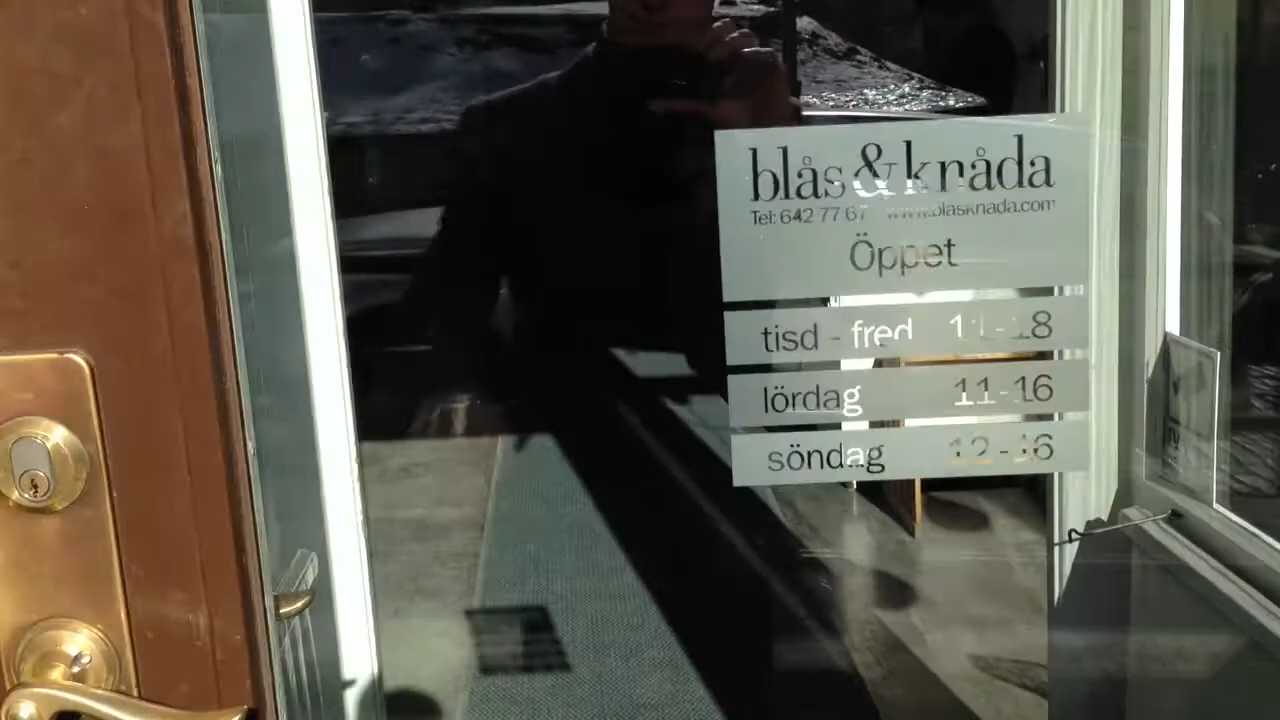 blås & knåda
Tel: 642 77 67 www.blasknada.com
Öppet
tisd - fred 11-18
lördag 11-16
söndag 12-16